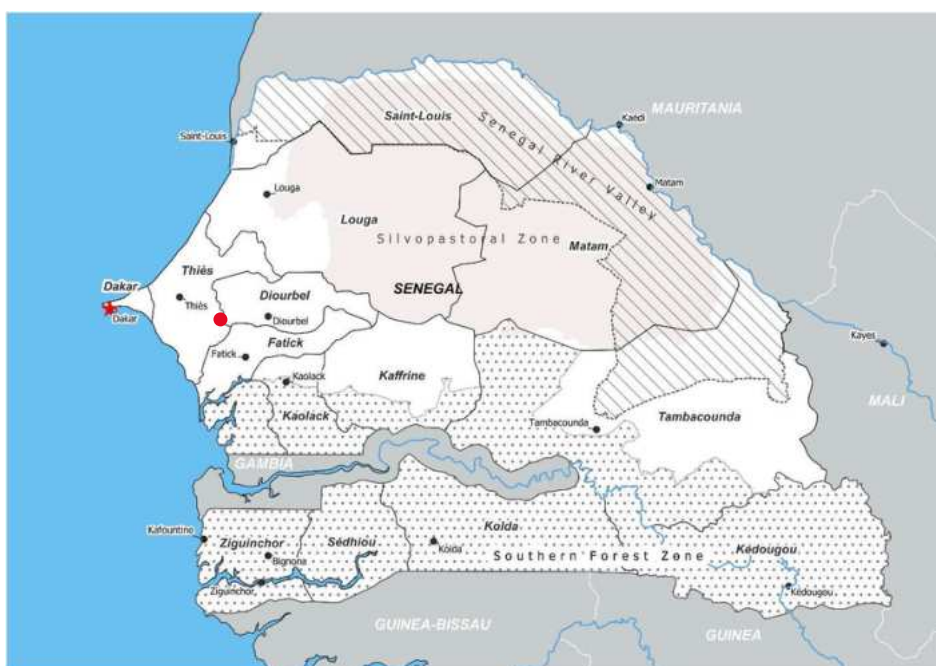 MAURITANIA
Kaédi
Saint-Louis
Saint-Louis
Senegal River Valley
Matam
Louga
Louga
Silvopastoral Zone
Matam
Thiès
Dakar
Diourbel
SENEGAL
Thiès
Dakar
Diourbel
Fatick
Kayes
Fatick
Kaolack
Kaffrine
MALI
Kaolack
Tambacounda
Tambacounda
GAMBIA
Kafountine
Ziguinchor
Sédhiou
Kolda
Kolda
Southern Forest Zone
Kédougou
Bignona
Ziguinchor
Kédougou
GUINEA-BISSAU
GUINEA